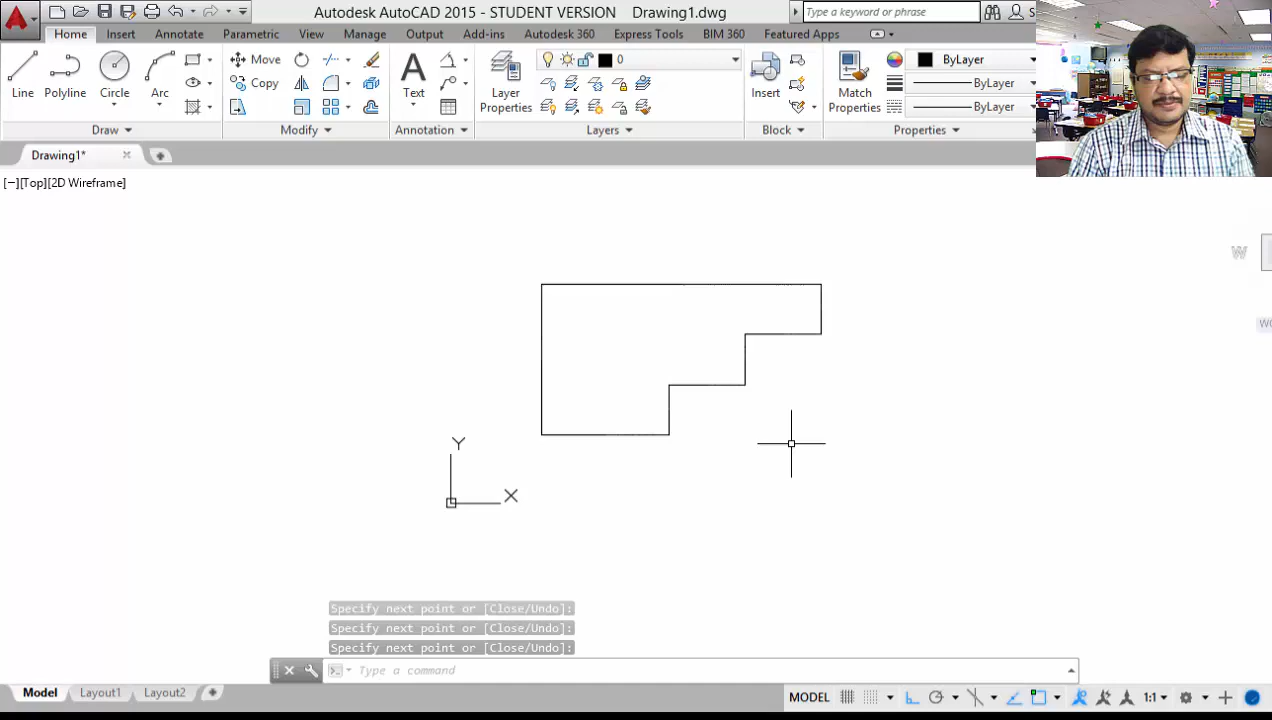 Autodesk AutoCAD 2015 - STUDENT VERSION Drawing1.dwg
Type a keyword or phrase
Home Insert Annotate Parametric View Manage Output Add-ins Autodesk 360 Express Tools BIM 360 Featured Apps
Line Polyline Circle Arc
Move
Copy
Text
Layer Properties
0
Insert
Match Properties
ByLayer
ByLayer
ByLayer
Draw Modify Annotation Layers Block Properties
Drawing1*
[−][Top][2D Wireframe]
W
Y
X
Specify next point or [Close/Undo]:
Specify next point or [Close/Undo]:
Specify next point or [Close/Undo]:
Type a command
Model Layout1 Layout2
MODEL 1:1